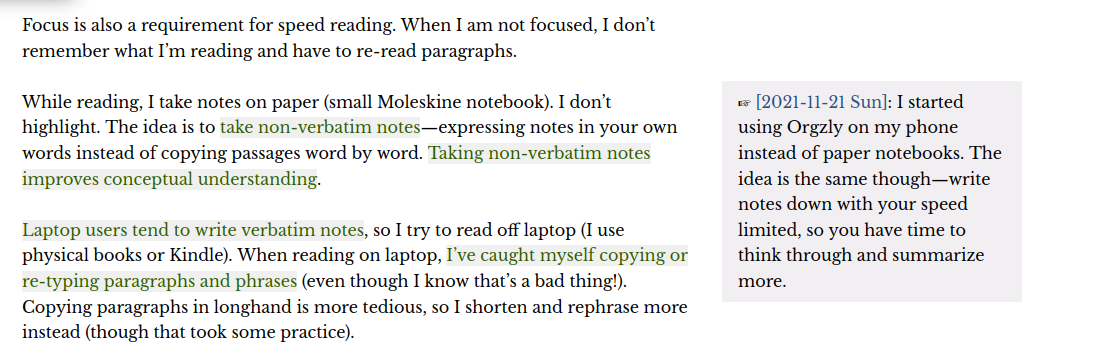 Focus is also a requirement for speed reading. When I am not focused, I don’t
remember what I’m reading and have to re-read paragraphs.
While reading, I take notes on paper (small Moleskine notebook). I don’t
highlight. The idea is to take non-verbatim notes—expressing notes in your own
words instead of copying passages word by word. Taking non-verbatim notes
improves conceptual understanding.
Laptop users tend to write verbatim notes, so I try to read off laptop (I use
physical books or Kindle). When reading on laptop, I’ve caught myself copying or
re-typing paragraphs and phrases (even though I know that’s a bad thing!).
Copying paragraphs in longhand is more tedious, so I shorten and rephrase more
instead (though that took some practice).
☞ [2021-11-21 Sun]: I started
using Orgzly on my phone
instead of paper notebooks. The
idea is the same though—write
notes down with your speed
limited, so you have time to
think through and summarize
more.